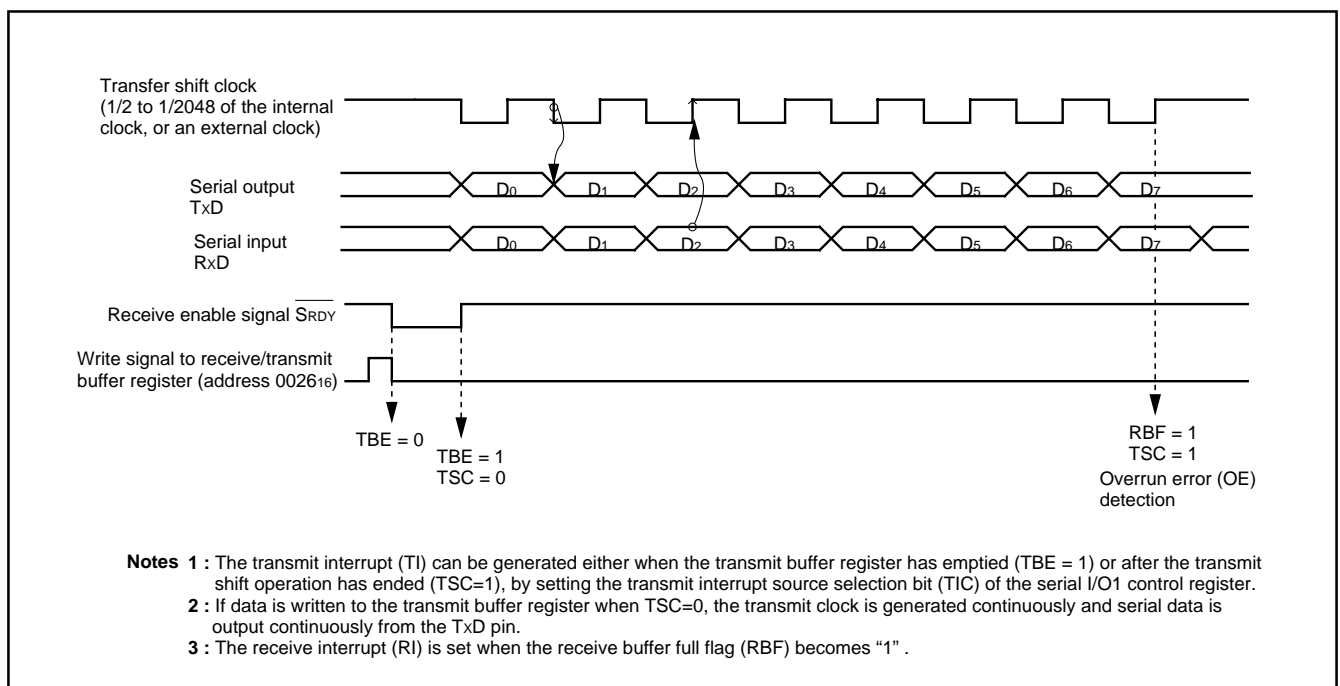 Transfer shift clock
(1/2 to 1/2048 of the internal
clock, or an external clock)
Serial output
TxD
D0 D1 D2 D3 D4 D5 D6 D7
Serial input
RxD
D0 D1 D2 D3 D4 D5 D6 D7
Receive enable signal SRDY
Write signal to receive/transmit
buffer register (address 002616)
TBE = 0
TBE = 1
TSC = 0
RBF = 1
TSC = 1
Overrun error (OE)
detection
Notes 1 : The transmit interrupt (TI) can be generated either when the transmit buffer register has emptied (TBE = 1) or after the transmit
shift operation has ended (TSC=1), by setting the transmit interrupt source selection bit (TIC) of the serial I/O1 control register.
2 : If data is written to the transmit buffer register when TSC=0, the transmit clock is generated continuously and serial data is
output continuously from the TxD pin.
3 : The receive interrupt (RI) is set when the receive buffer full flag (RBF) becomes “1” .